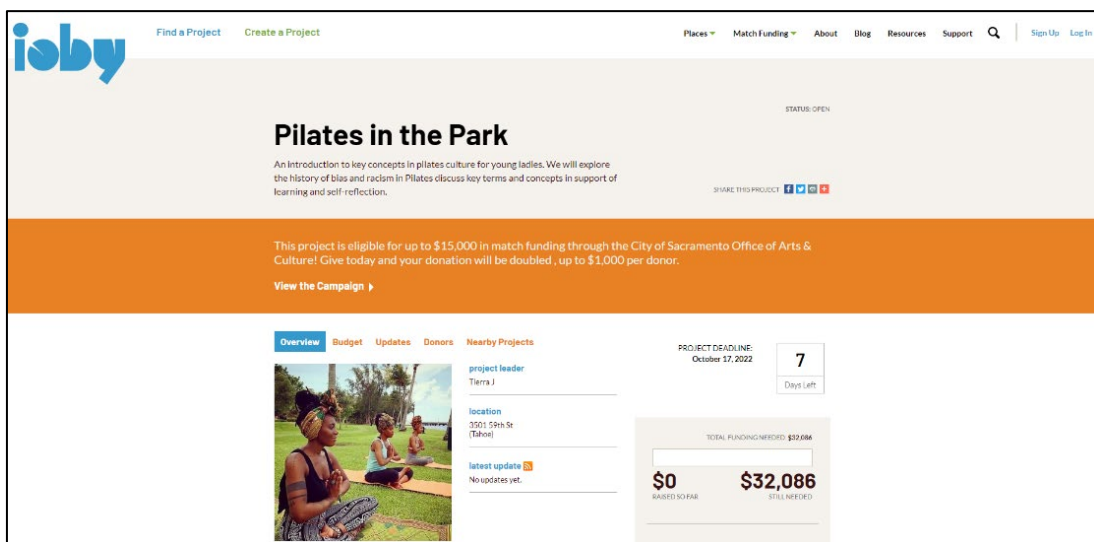 ioby
Find a Project
Create a Project
Places
Match Funding
About
Blog
Resources
Support
Sign Up
Log In
STATUS: OPEN
Pilates in the Park
An introduction to key concepts in pilates culture for young ladies. We will explore
the history of bias and racism in Pilates discuss key terms and concepts in support of
learning and self-reflection.
SHARE THIS PROJECT
This project is eligible for up to $15,000 in match funding through the City of Sacramento Office of Arts &
Culture! Give today and your donation will be doubled , up to $1,000 per donor.
View the Campaign
Overview
Budget
Updates
Donors
Nearby Projects
project leader
Tierra J
location
3501 59th St
(Tahoe)
latest update
No updates yet.
PROJECT DEADLINE:
October 17, 2022
7
Days Left
TOTAL FUNDING NEEDED: $32,086
$0
RAISED SO FAR
$32,086
STILL NEEDED